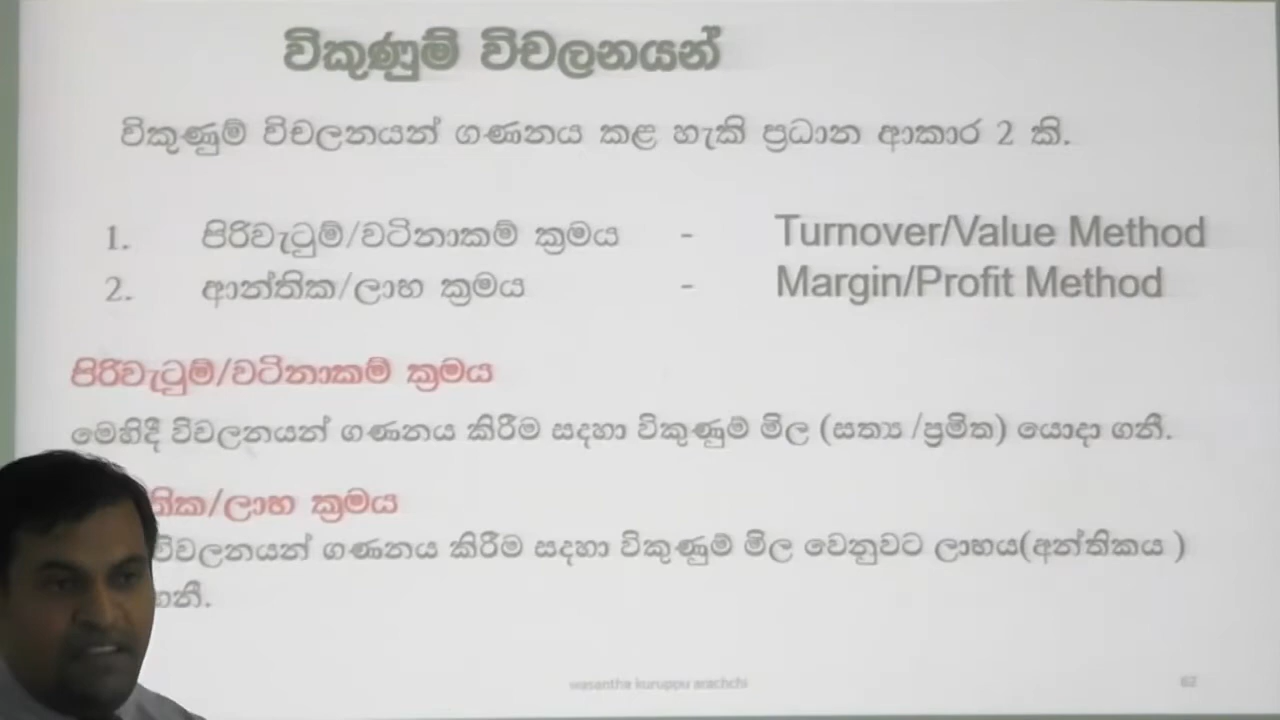 විකුණුම් විචලනයන්
විකුණුම් විචලනයන් ගණනය කළ හැකි ප්‍රධාන ආකාර 2 කි.
1. පිරිවැටුම්/වටිනාකම් ක්‍රමය - Turnover/Value Method
2. ආන්තික/ලාභ ක්‍රමය - Margin/Profit Method
පිරිවැටුම්/වටිනාකම් ක්‍රමය
මෙහිදී විචලනයන් ගණනය කිරීම සදහා විකුණුම් මිල (සත්‍ය /ප්‍රමිත) යොදා ගනී.
තික/ලාභ ක්‍රමය
විචලනයන් ගණනය කිරීම සදහා විකුණුම් මිල වෙනුවට ලාභය(අන්තිකය )
ගනී.
wasantha kuruppu arachchi 62